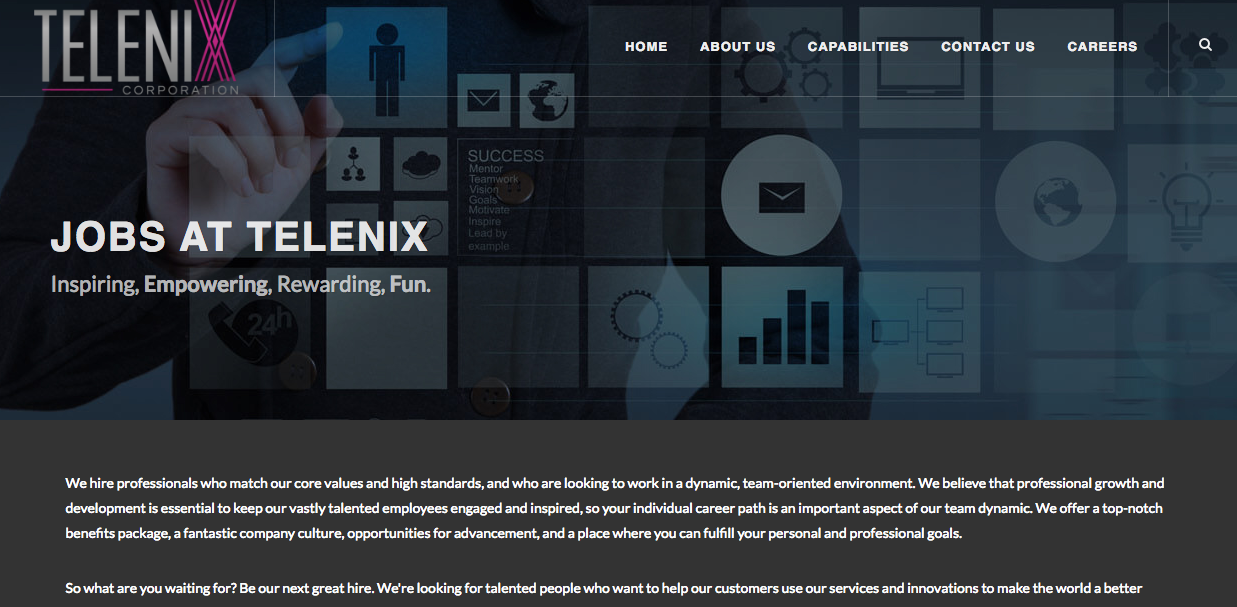 TELENIX
CORPORATION
HOME ABOUT US CAPABILITIES CONTACT US CAREERS
SUCCESS
Mentor
Teamwork
Vision
Goals
Motivate
Inspire
Lead by
example
JOBS AT TELENIX
Inspiring, Empowering, Rewarding, Fun.
24h
We hire professionals who match our core values and high standards, and who are looking to work in a dynamic, team-oriented environment. We believe that professional growth and
development is essential to keep our vastly talented employees engaged and inspired, so your individual career path is an important aspect of our team dynamic. We offer a top-notch
benefits package, a fantastic company culture, opportunities for advancement, and a place where you can fulfill your personal and professional goals.
So what are you waiting for? Be our next great hire. We're looking for talented people who want to help our customers use our services and innovations to make the world a better